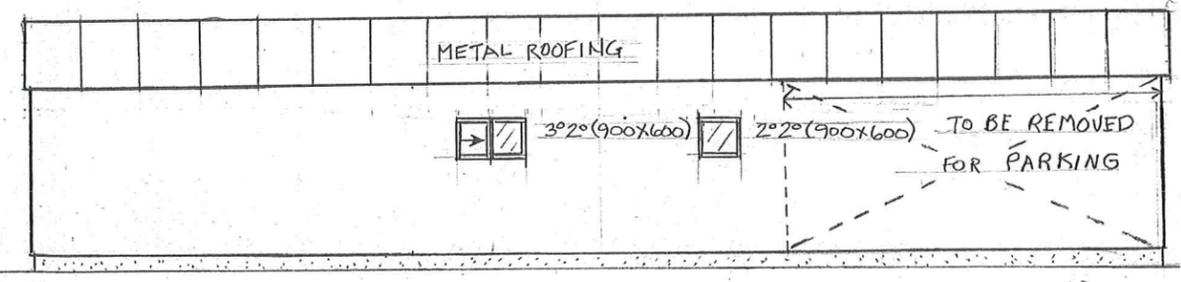 METAL ROOFING
3°2°(900X600)
2°2°(900X600)
TO BE REMOVED
FOR PARKING